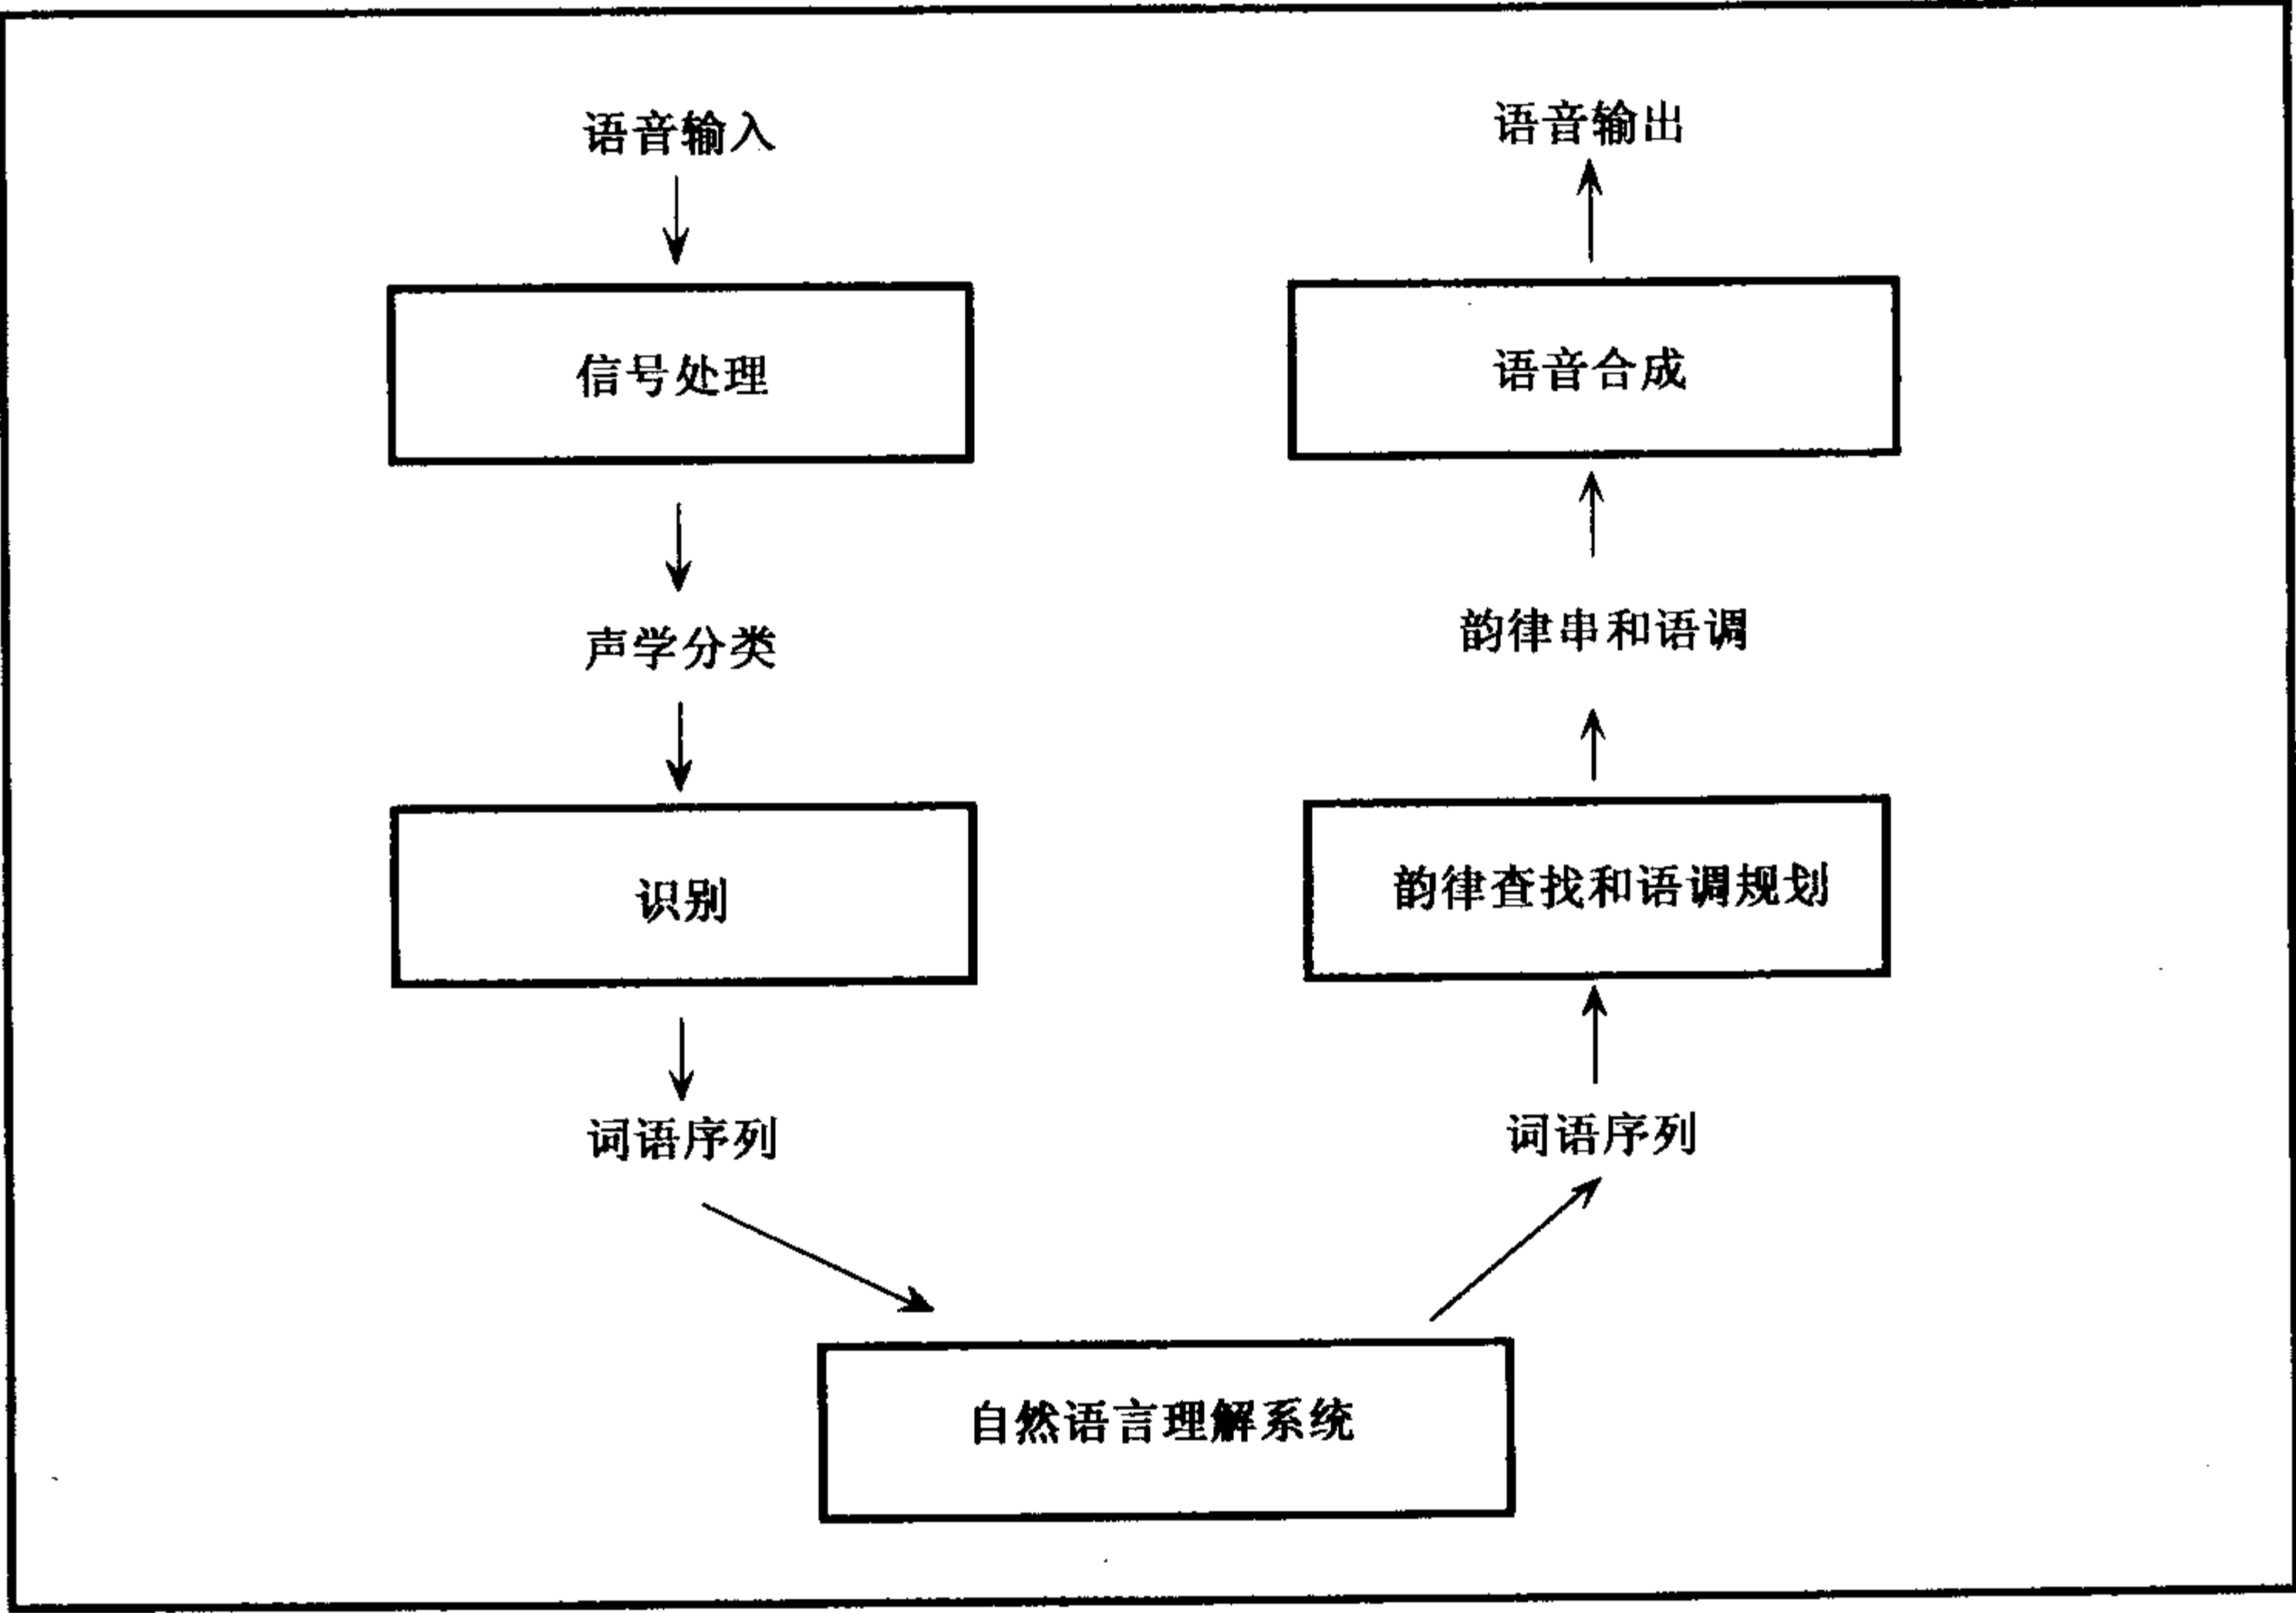 语音输入
语音输出
信号处理
语音合成
声学分类
韵律串和语调
识别
韵律查找和语调规划
词语序列
词语序列
自然语言理解系统